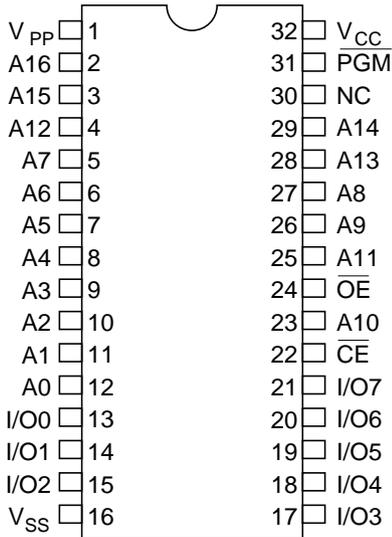 VPP 1 32 VCC
A16 2 31 PGM
A15 3 30 NC
A12 4 29 A14
A7 5 28 A13
A6 6 27 A8
A5 7 26 A9
A4 8 25 A11
A3 9 24 OE
A2 10 23 A10
A1 11 22 CE
A0 12 21 I/O7
I/O0 13 20 I/O6
I/O1 14 19 I/O5
I/O2 15 18 I/O4
VSS 16 17 I/O3